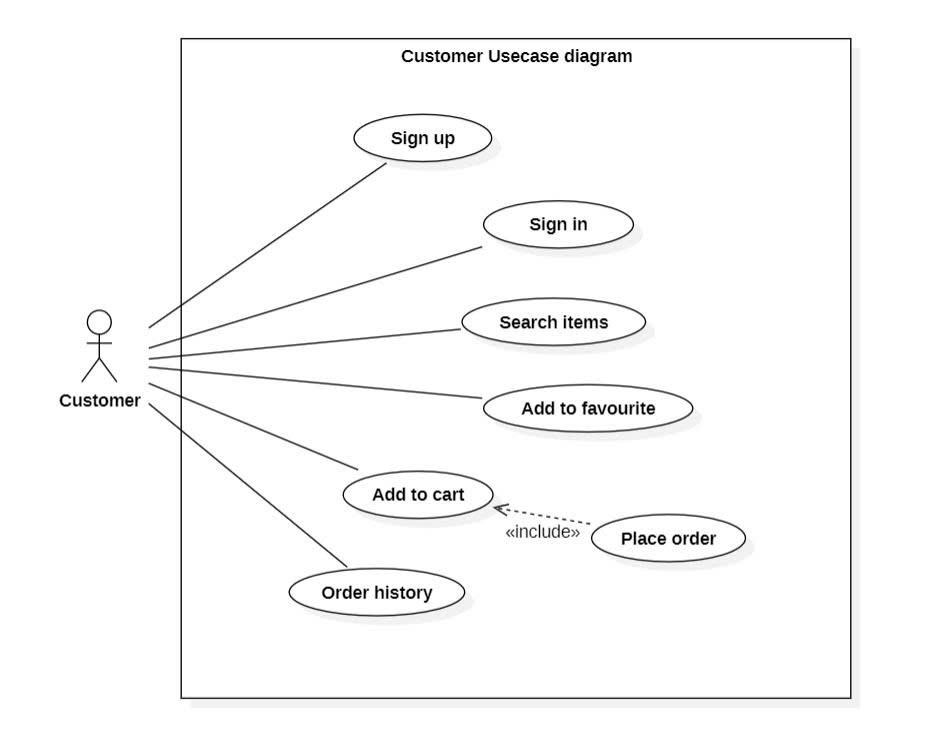 Customer Usecase diagram
Sign up
Sign in
Search items
Customer
Add to favourite
Add to cart
«include»
Place order
Order history